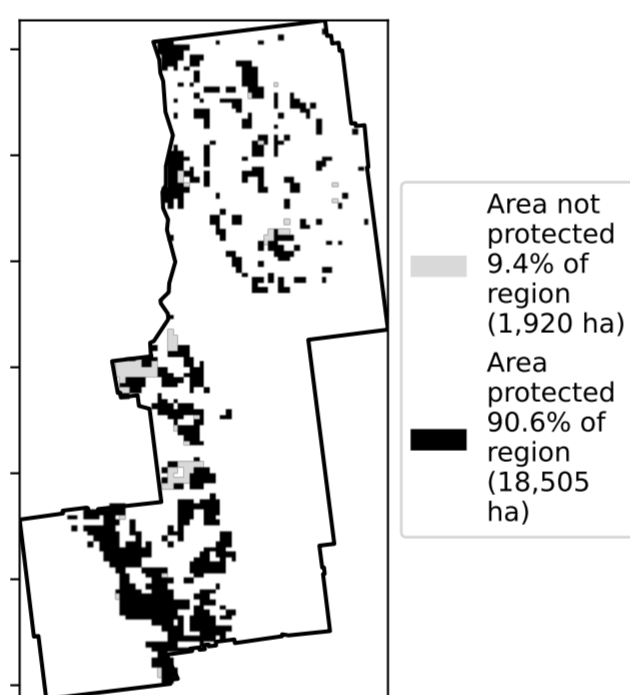 Area not
protected
9.4% of
region
(1,920 ha)
Area
protected
90.6% of
region
(18,505
ha)